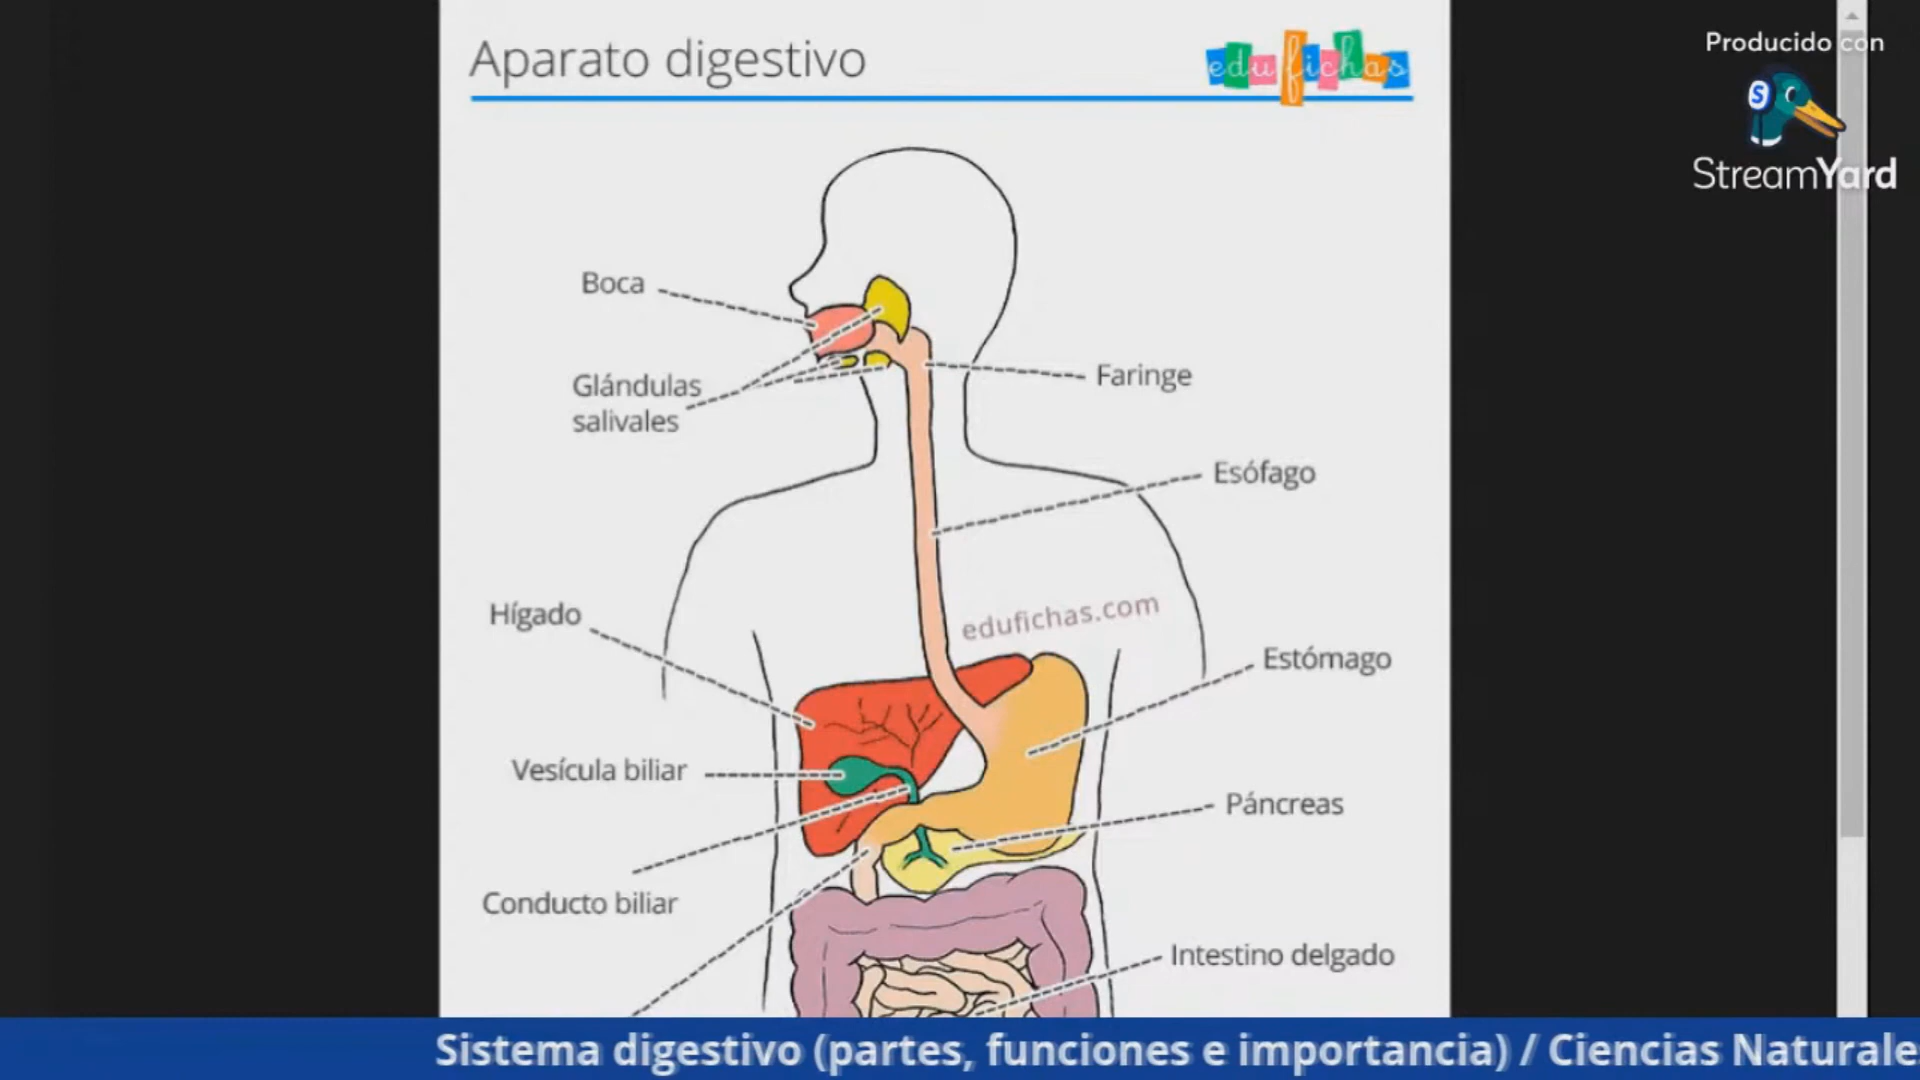 Aparato digestivo
edufichas
Producido con
StreamYard
Boca
Glándulas
salivales
Faringe
Esófago
Hígado
edufichas.com
Estómago
Vesícula biliar
Páncreas
Conducto biliar
Intestino delgado
Sistema digestivo (partes, funciones e importancia) / Ciencias Naturale